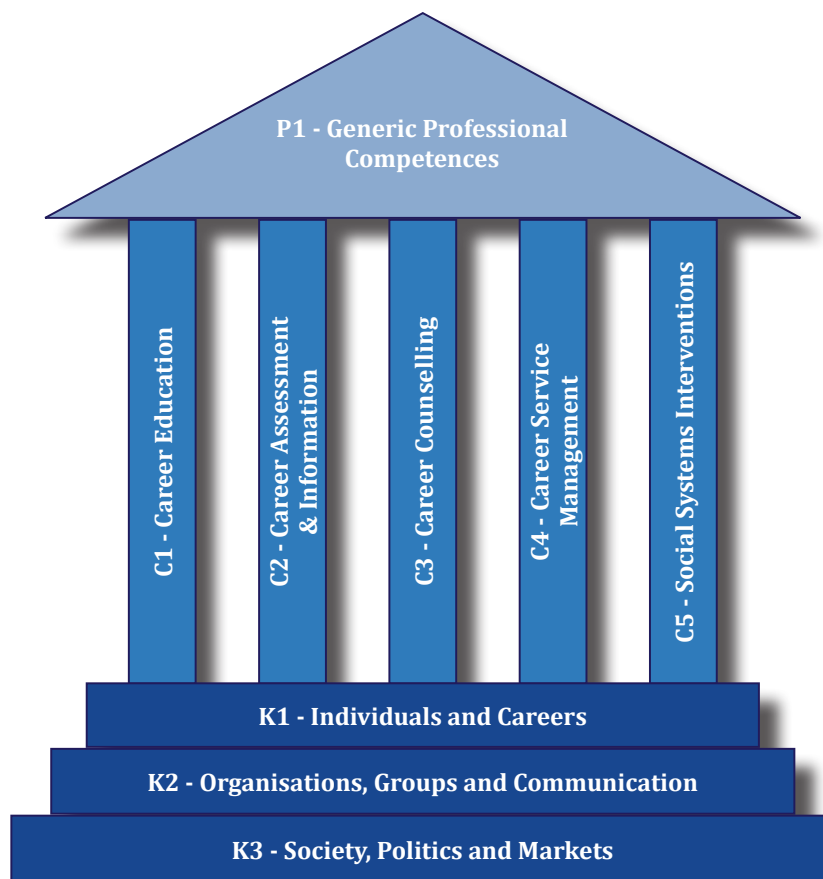 P1 - Generic Professional
Competences
C1 - Career Education
C2 - Career Assessment
& Information
C3 - Career Counselling
C4 - Career Service
Management
C5 - Social Systems Interventions
K1 - Individuals and Careers
K2 - Organisations, Groups and Communication
K3 - Society, Politics and Markets